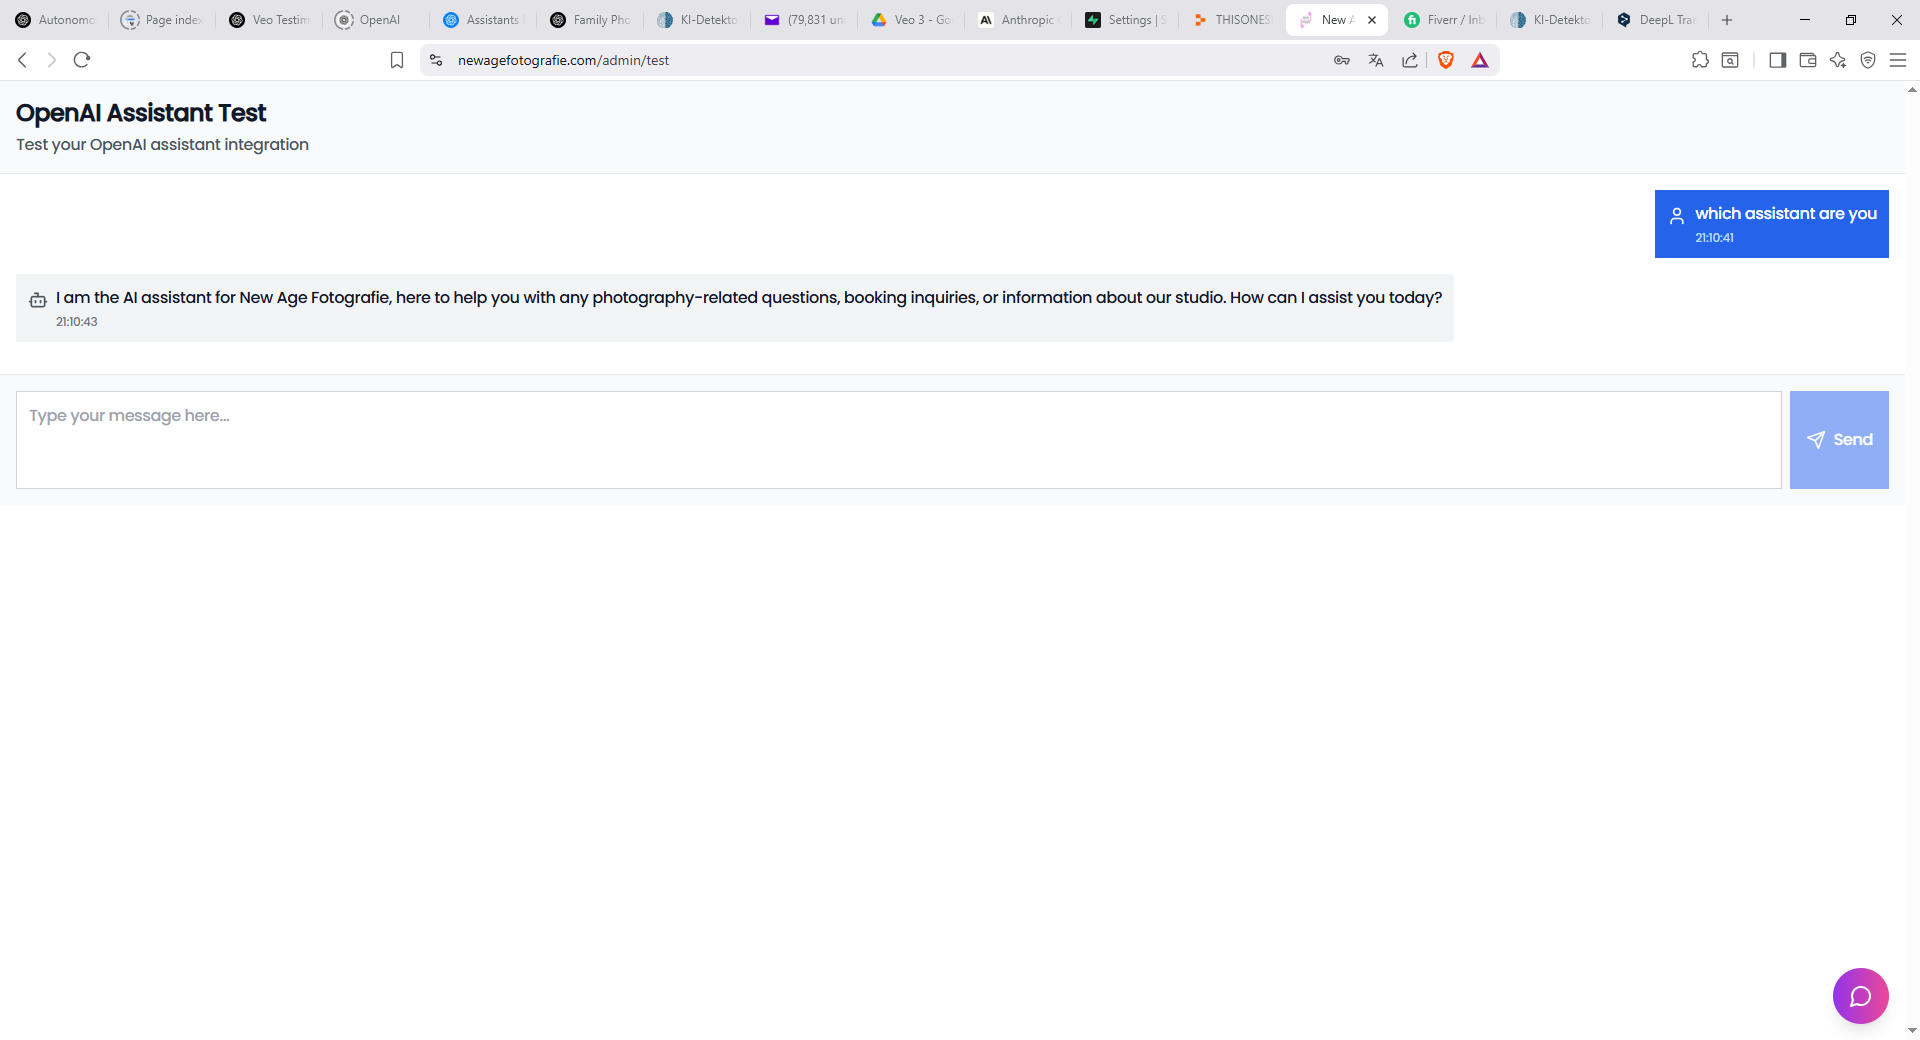 Autonomo
Page index
Veo Testim
OpenAI
Assistants
Family Pho
KI-Detekto
(79,831 un
Veo 3 - Go
Anthropic
Settings | S
THISONES
New A
Fiverr / Inb
KI-Detekto
DeepL Tra
newagefotografie.com/admin/test
OpenAI Assistant Test
Test your OpenAI assistant integration
which assistant are you
21:10:41
I am the AI assistant for New Age Fotografie, here to help you with any photography-related questions, booking inquiries, or information about our studio. How can I assist you today?
21:10:43
Type your message here...
Send